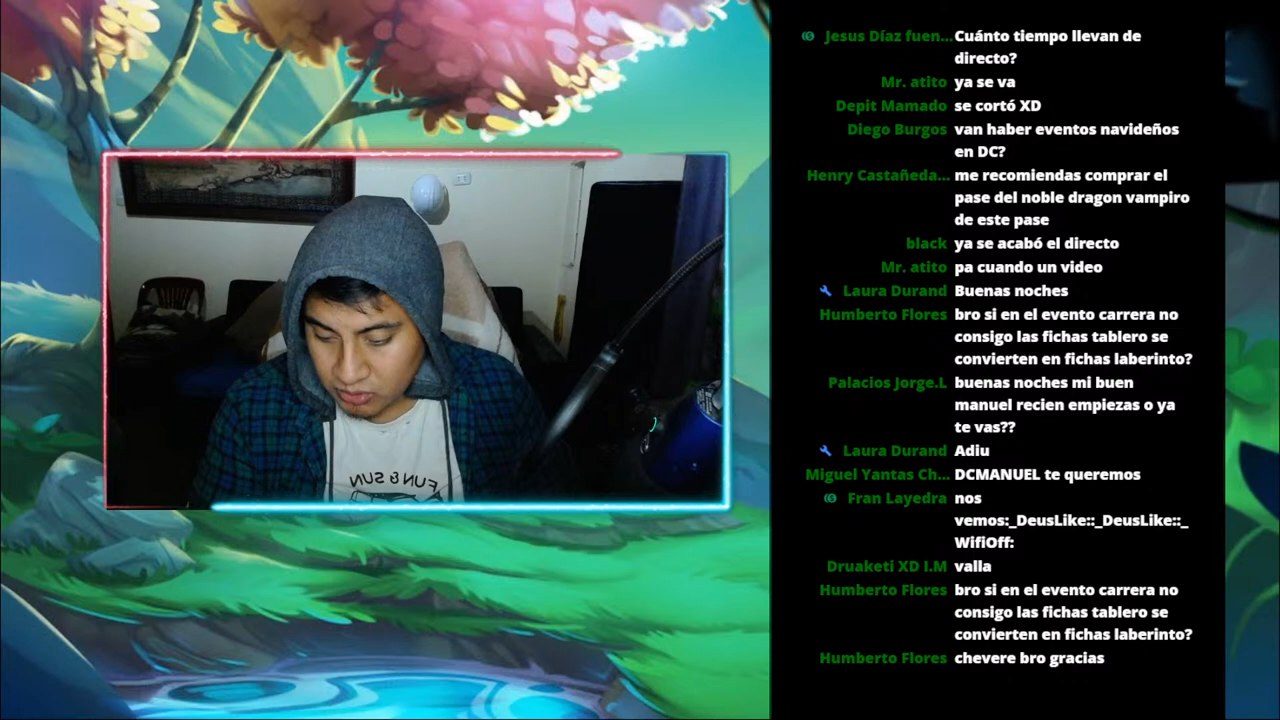 Jesus Díaz fuen... Cuánto tiempo llevan de
directo?
Mr. atito ya se va
Depit Mamado se cortó XD
Diego Burgos van haber eventos navideños
en DC?
Henry Castañeda... me recomiendas comprar el
pase del noble dragon vampiro
de este pase
black ya se acabó el directo
Mr. atito pa cuando un video
Laura Durand Buenas noches
Humberto Flores bro si en el evento carrera no
consigo las fichas tablero se
convierten en fichas laberinto?
Palacios Jorge.L buenas noches mi buen
manuel recien empiezas o ya
te vas??
Laura Durand Adiu
Miguel Yantas Ch... DCMANUEL te queremos
Fran Layedra nos
vemos:_DeusLike::_DeusLike::_
WifiOff:
Druaketi XD I.M valla
Humberto Flores bro si en el evento carrera no
consigo las fichas tablero se
convierten en fichas laberinto?
Humberto Flores chevere bro gracias
FUN & SUN